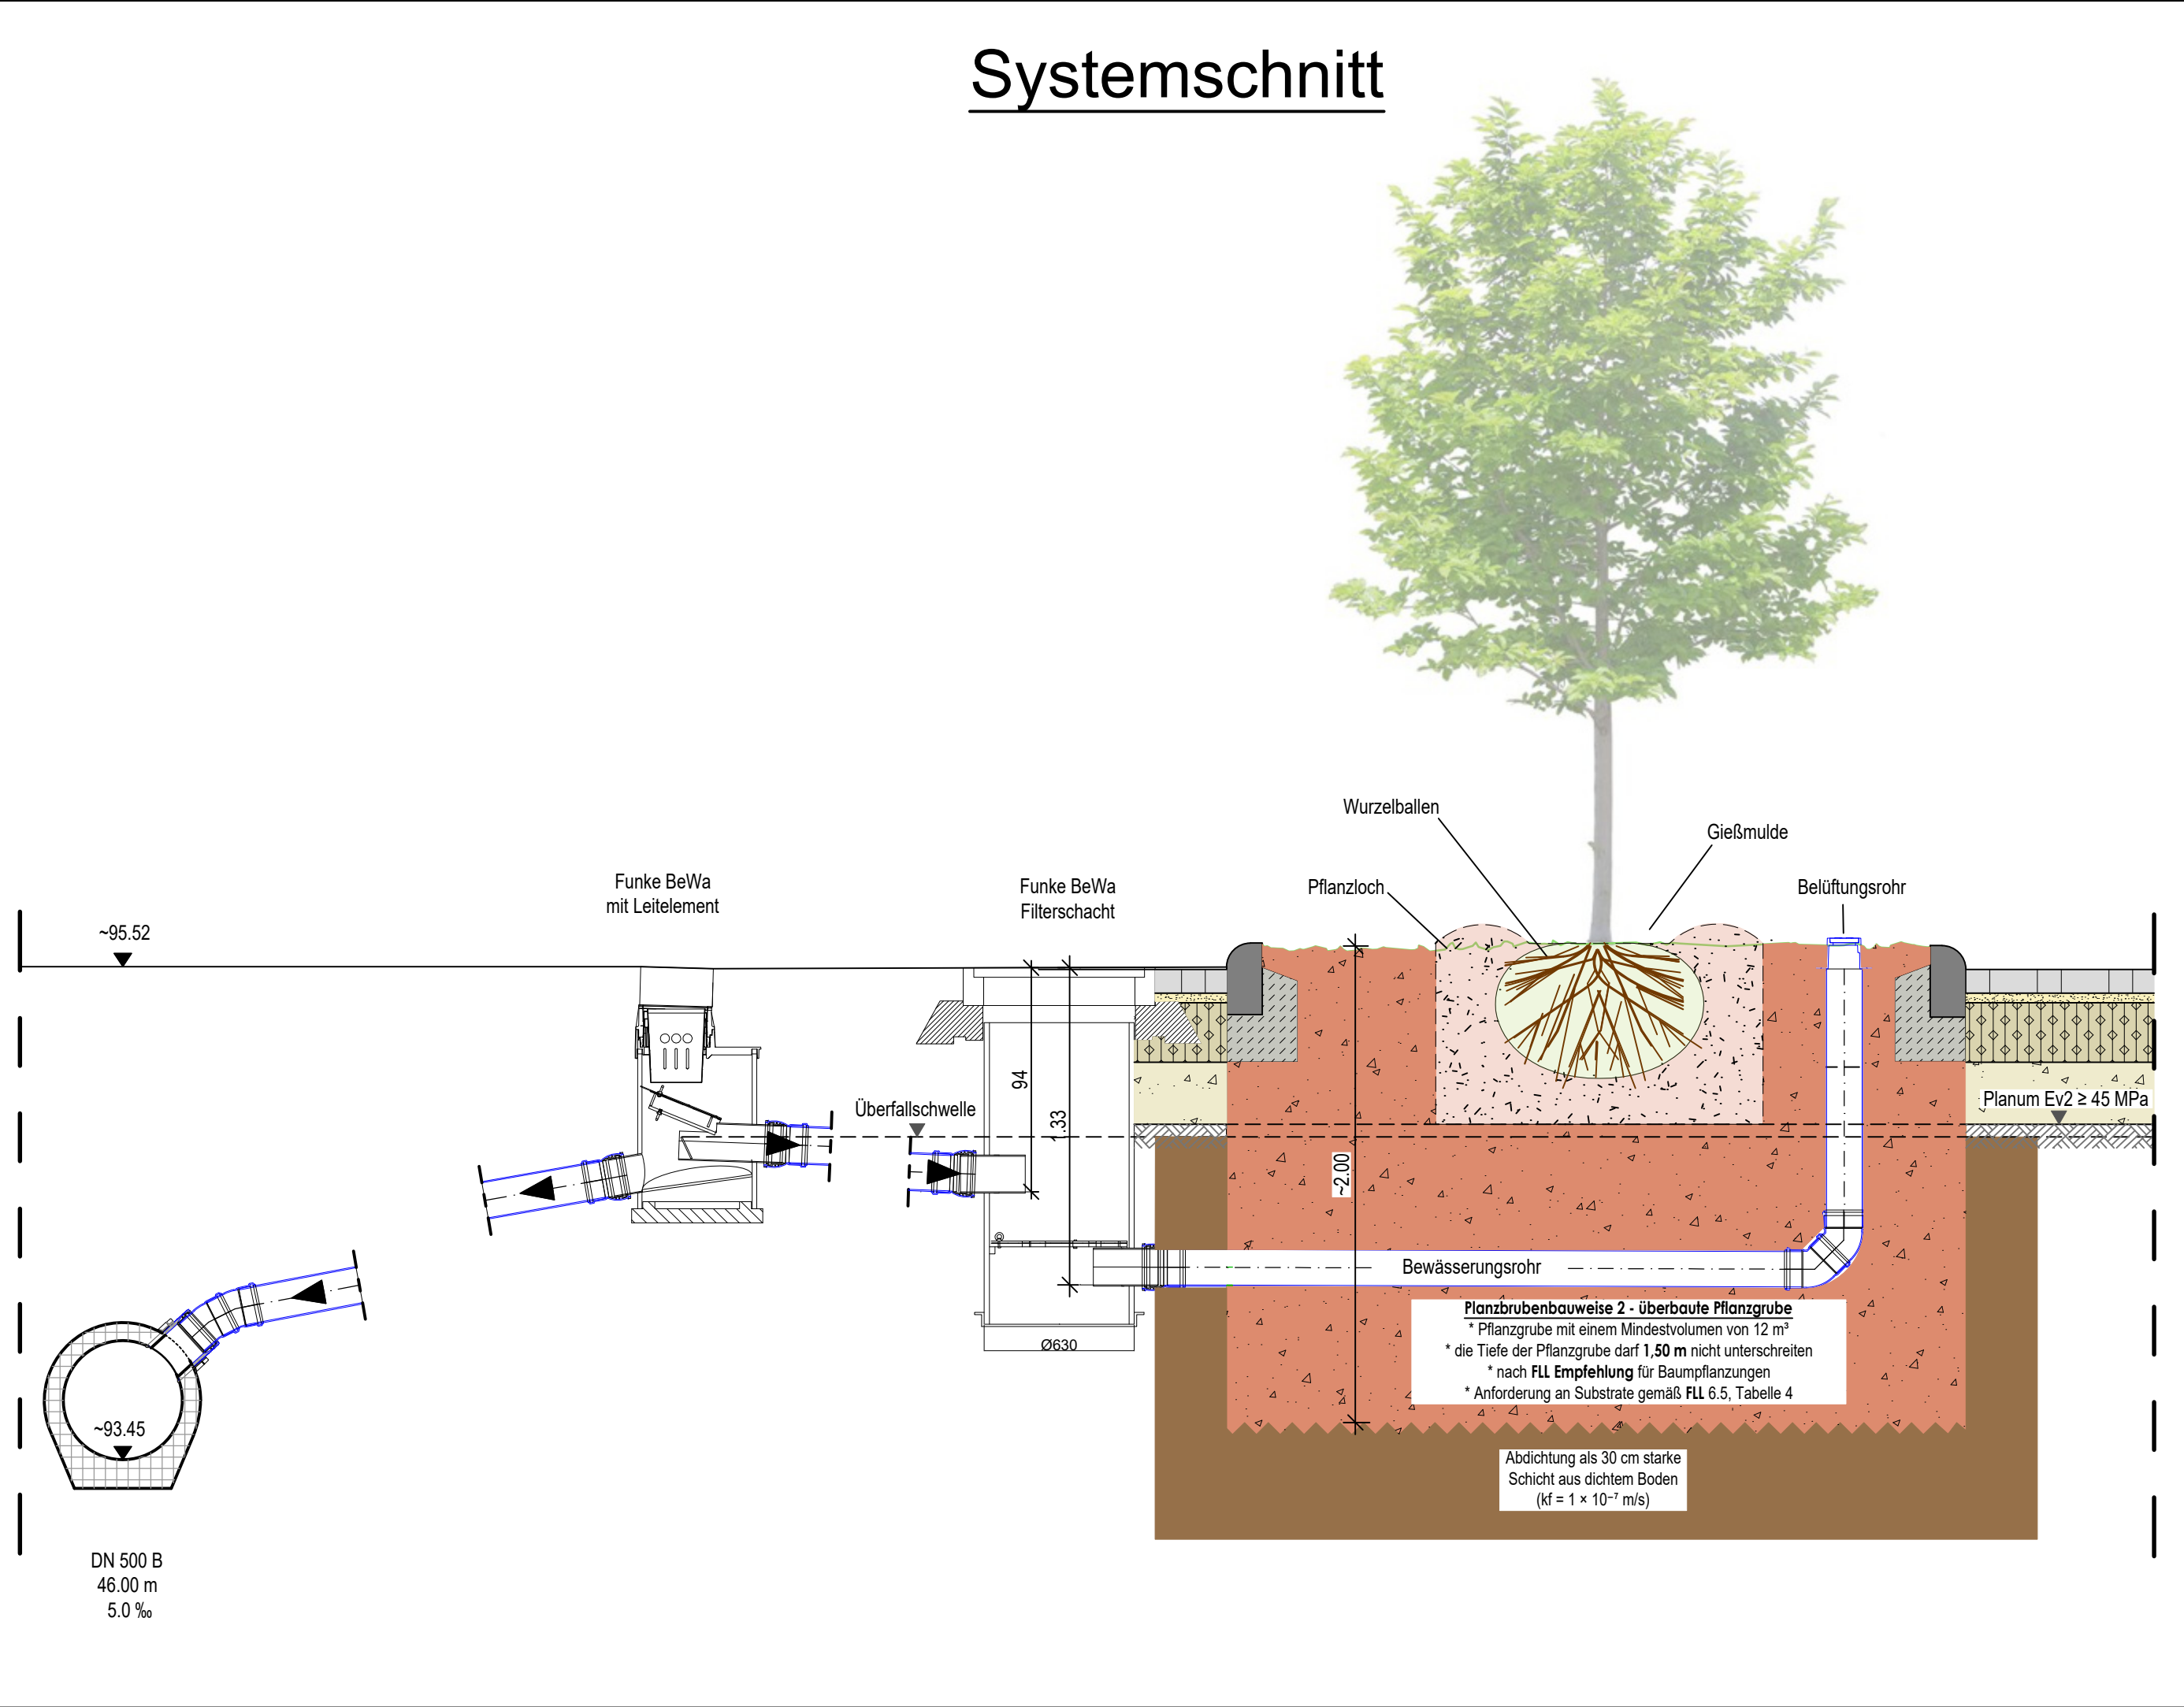 Systemschnitt
Wurzelballen
Gießmulde
Funke BeWa
mit Leitelement
Funke BeWa
Filterschacht
Pflanzloch
Belüftungsrohr
~95.52
94
1.33
Überfallschwelle
Planum Ev2 ≥ 45 MPa
~2.00
Bewässerungsrohr
Planzbrubenbauweise 2 - überbaute Pflanzgrube
* Pflanzgrube mit einem Mindestvolumen von 12 m³
* die Tiefe der Pflanzgrube darf 1,50 m nicht unterschreiten
* nach FLL Empfehlung für Baumpflanzungen
* Anforderung an Substrate gemäß FLL 6.5, Tabelle 4
Ø630
~93.45
Abdichtung als 30 cm starke
Schicht aus dichtem Boden
(kf = 1 × 10⁻⁷ m/s)
DN 500 B
46.00 m
5.0 ‰